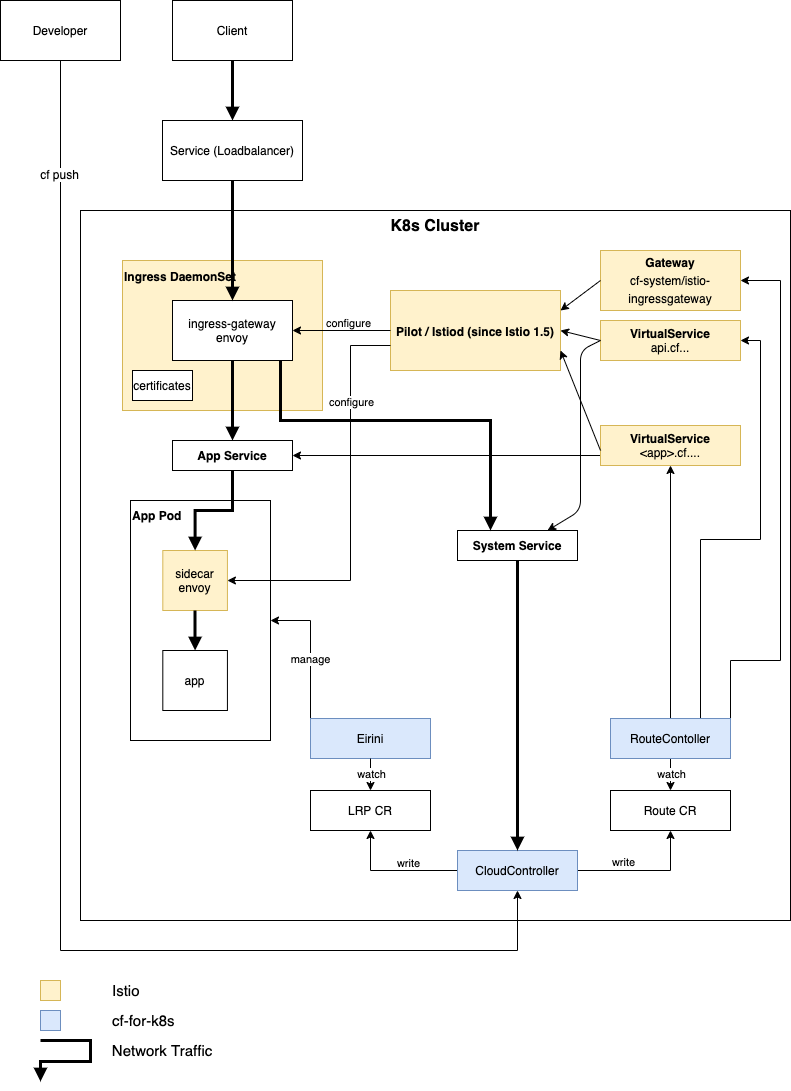 Developer
Client
Service (Loadbalancer)
cf push
K8s Cluster
Ingress DaemonSet
ingress-gateway
envoy
certificates
configure
Pilot / Istiod (since Istio 1.5)
Gateway
cf-system/istio-
ingressgateway
VirtualService
api.cf...
configure
VirtualService
<app>.cf....
App Service
App Pod
System Service
sidecar
envoy
manage
app
Eirini
RouteContoller
watch
watch
LRP CR
Route CR
write
write
CloudController
Istio
cf-for-k8s
Network Traffic